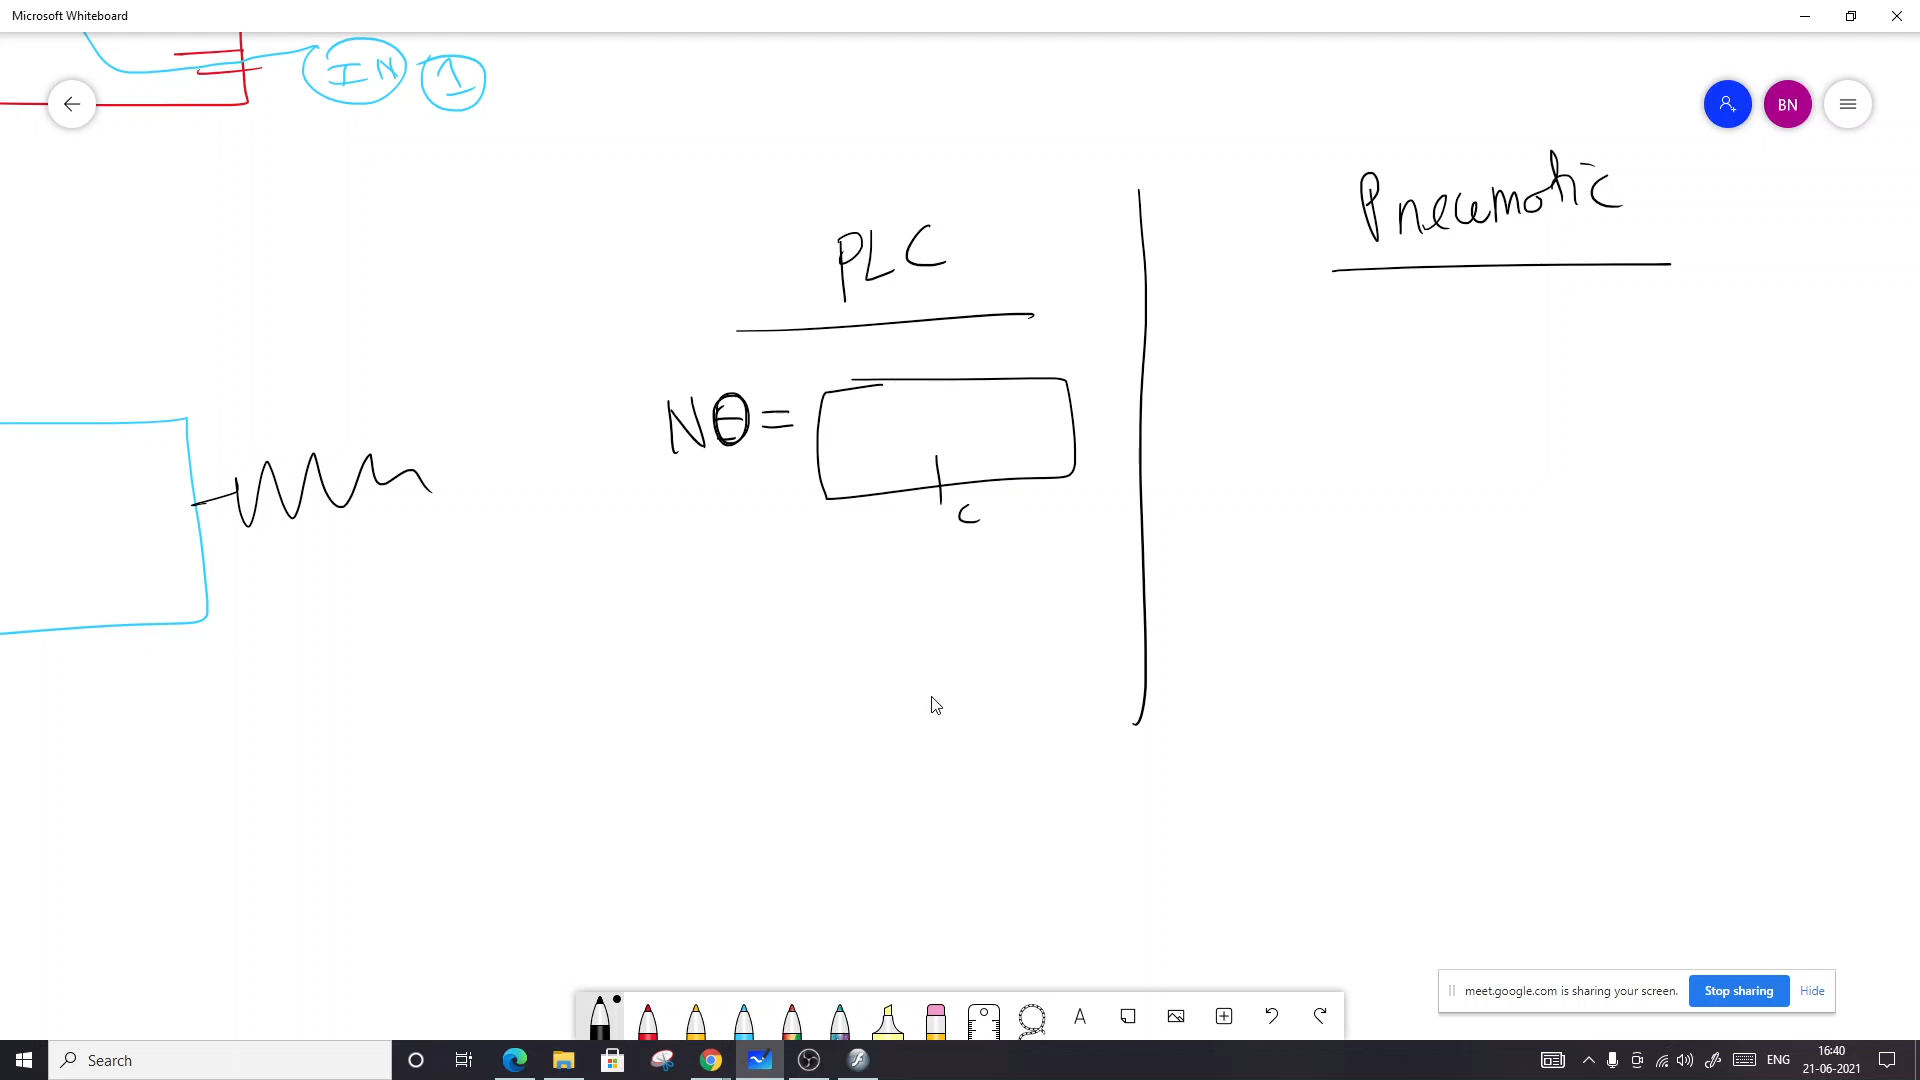 Microsoft Whiteboard
IN 1
BN
Pneumatic
PLC
NO =
C
A
meet.google.com is sharing your screen.
Stop sharing
Hide
Search
ENG
16:40
21-06-2021